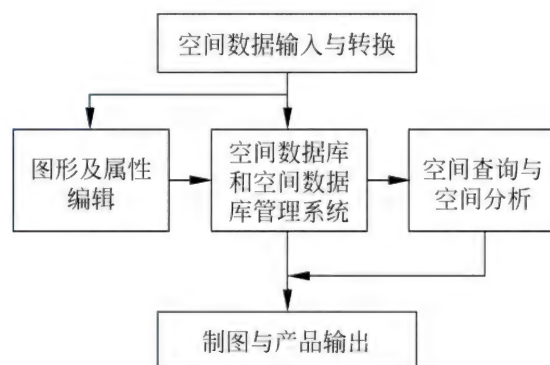 空间数据输入与转换
图形及属性
编辑
空间数据库
和空间数据
库管理系统
空间查询与
空间分析
制图与产品输出